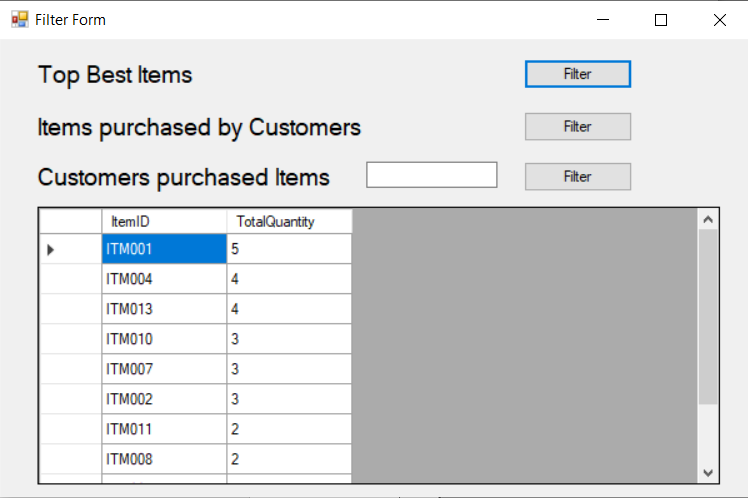 Filter Form
Top Best Items Filter
Items purchased by Customers Filter
Customers purchased Items Filter
ItemID TotalQuantity
ITM001 5
ITM004 4
ITM013 4
ITM010 3
ITM007 3
ITM002 3
ITM011 2
ITM008 2